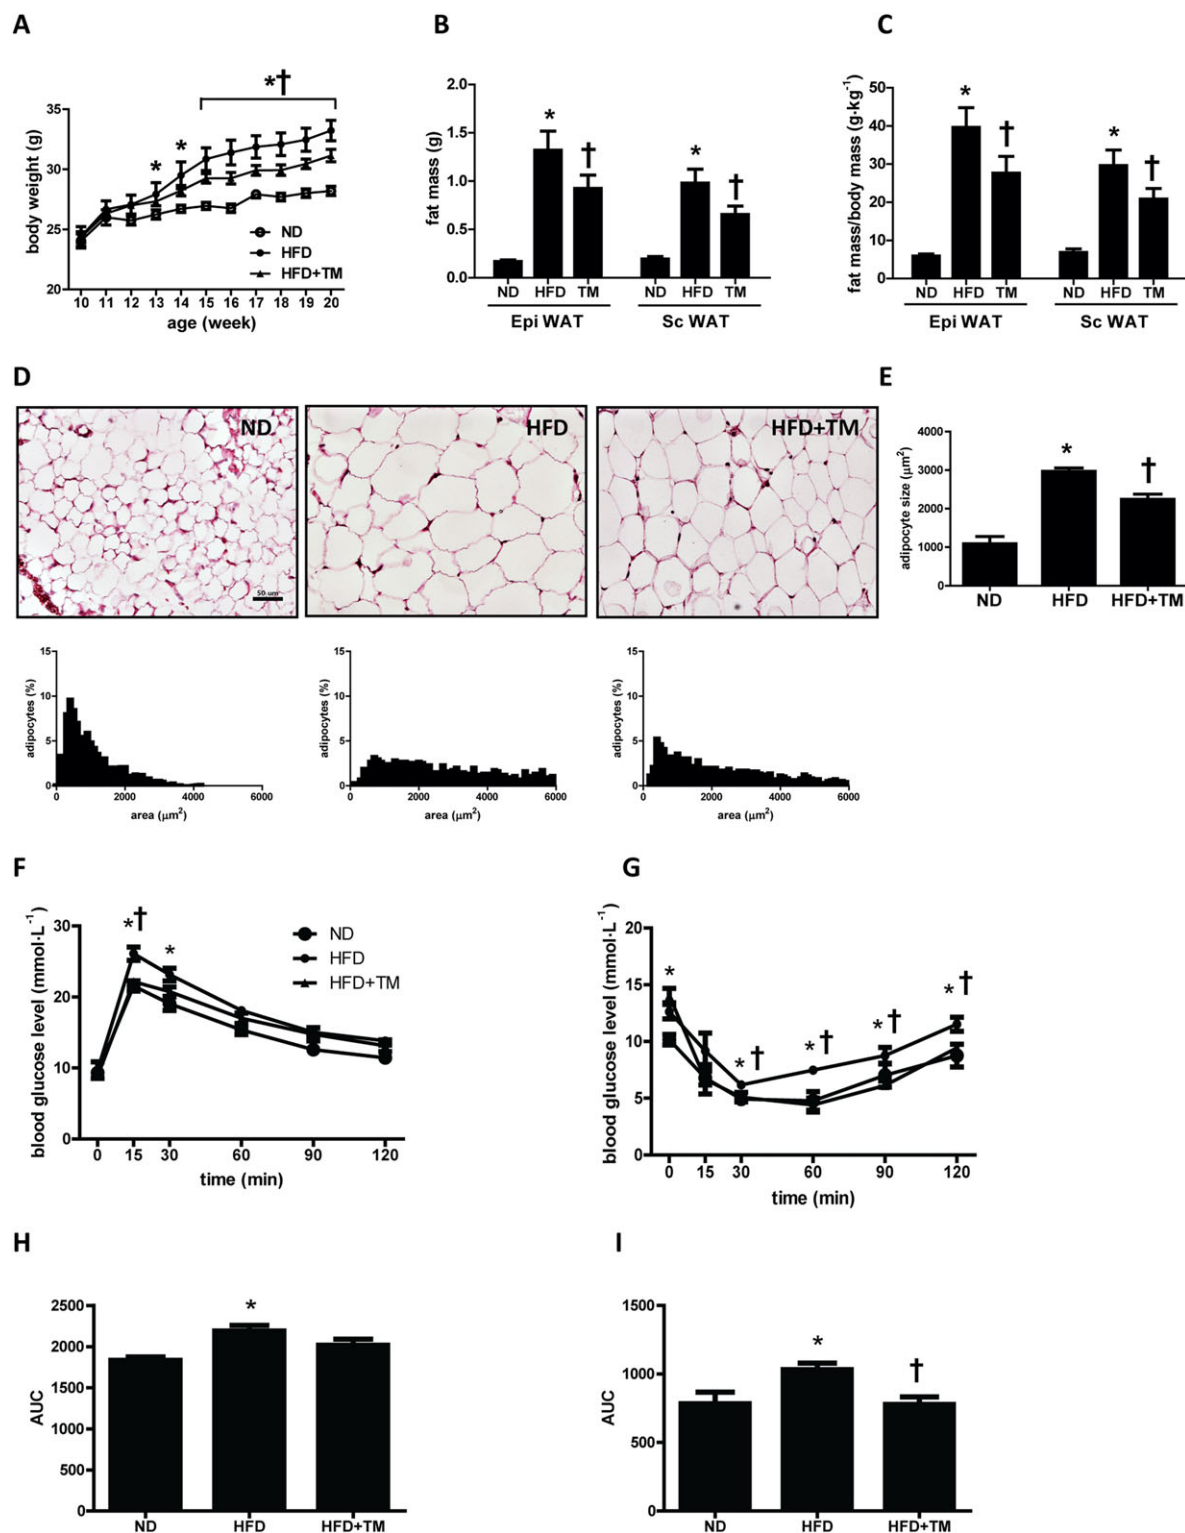 A
*†
* *
body weight (g)
35
30
25
20
ND
HFD
HFD+TM
10 11 12 13 14 15 16 17 18 19 20
age (week)
B
fat mass (g)
2.0
1.5
1.0
0.5
0.0
* † * †
ND HFD TM ND HFD TM
Epi WAT Sc WAT
C
fat mass/body mass (g·kg⁻¹)
50
40
30
20
10
0
* † * †
ND HFD TM ND HFD TM
Epi WAT Sc WAT
D
ND
50 um
HFD
HFD+TM
adipocytes (%)
15
10
5
0
0 2000 4000 6000
area (μm²)
adipocytes (%)
15
10
5
0
0 2000 4000 6000
area (μm²)
adipocytes (%)
15
10
5
0
0 2000 4000 6000
area (μm²)
E
adipocyte size (μm²)
4000
3000
2000
1000
0
* †
ND HFD HFD+TM
F
blood glucose level (mmol·L⁻¹)
30
20
10
0
*† *
ND
HFD
HFD+TM
0 15 30 60 90 120
time (min)
G
blood glucose level (mmol·L⁻¹)
20
15
10
5
0
* *† *† *† *†
0 15 30 60 90 120
time (min)
H
AUC
2500
2000
1500
1000
500
0
*
ND HFD HFD+TM
I
AUC
1500
1000
500
0
* †
ND HFD HFD+TM